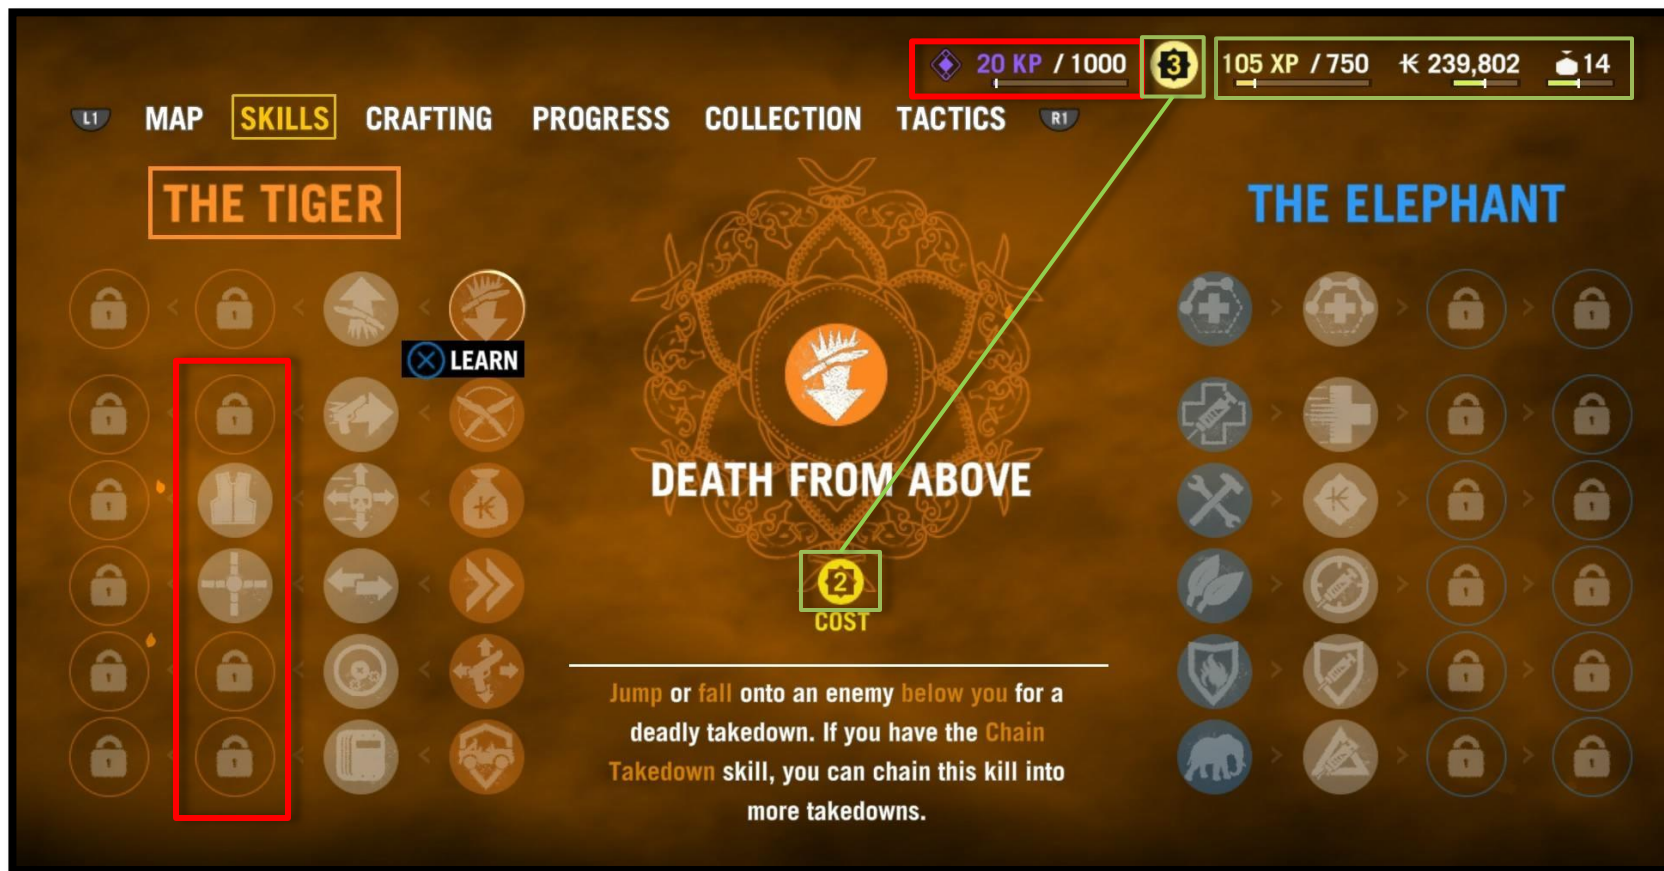 20 KP / 1000 3 105 XP / 750 K 239,802 14
L1 MAP SKILLS CRAFTING PROGRESS COLLECTION TACTICS R1
THE TIGER
THE ELEPHANT
LEARN
DEATH FROM ABOVE
2
COST
Jump or fall onto an enemy below you for a
deadly takedown. If you have the Chain
Takedown skill, you can chain this kill into
more takedowns.